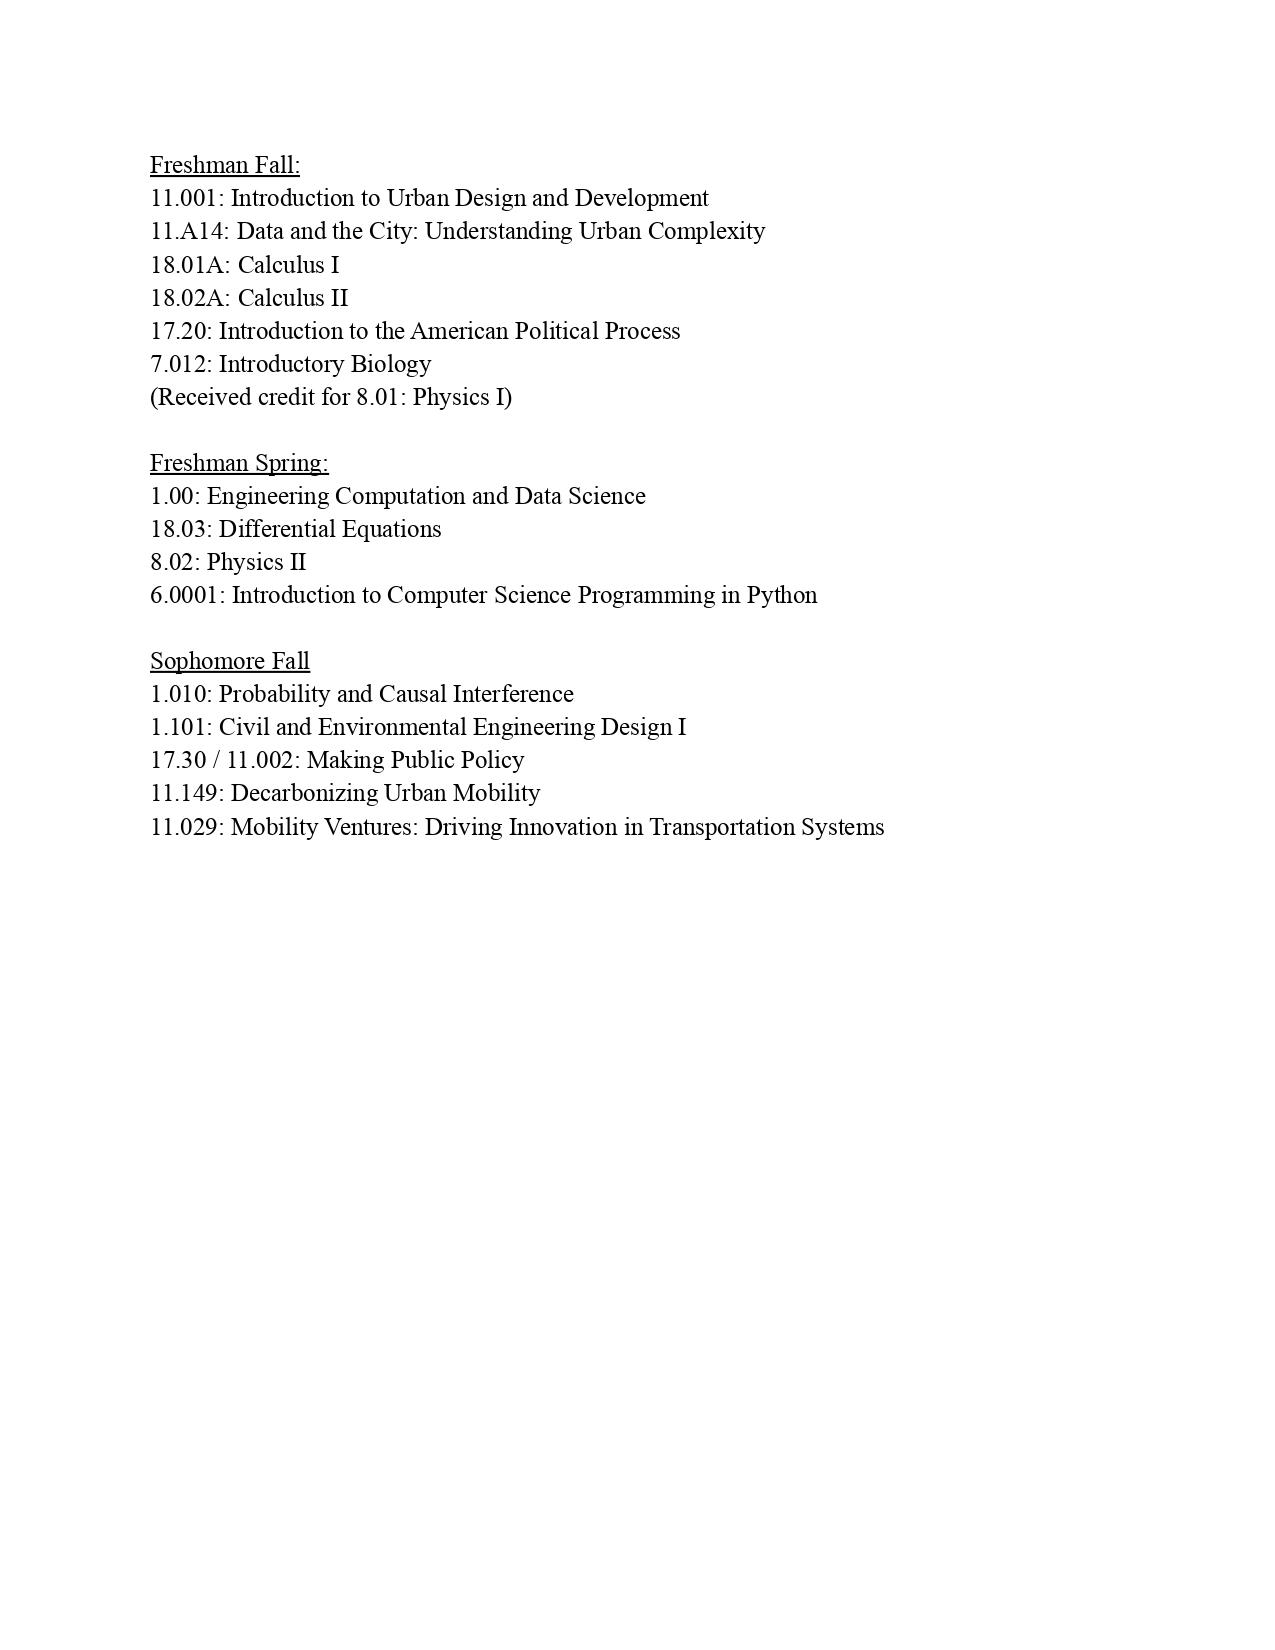 Freshman Fall:
11.001: Introduction to Urban Design and Development
11.A14: Data and the City: Understanding Urban Complexity
18.01A: Calculus I
18.02A: Calculus II
17.20: Introduction to the American Political Process
7.012: Introductory Biology
(Received credit for 8.01: Physics I)
Freshman Spring:
1.00: Engineering Computation and Data Science
18.03: Differential Equations
8.02: Physics II
6.0001: Introduction to Computer Science Programming in Python
Sophomore Fall
1.010: Probability and Causal Interference
1.101: Civil and Environmental Engineering Design I
17.30 / 11.002: Making Public Policy
11.149: Decarbonizing Urban Mobility
11.029: Mobility Ventures: Driving Innovation in Transportation Systems